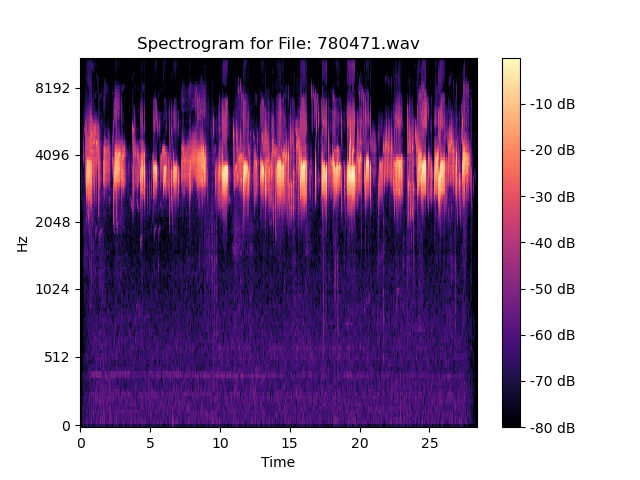 Spectrogram for File: 780471.wav
8192
4096
2048
1024
512
0
Hz
0 5 10 15 20 25
Time
-10 dB
-20 dB
-30 dB
-40 dB
-50 dB
-60 dB
-70 dB
-80 dB